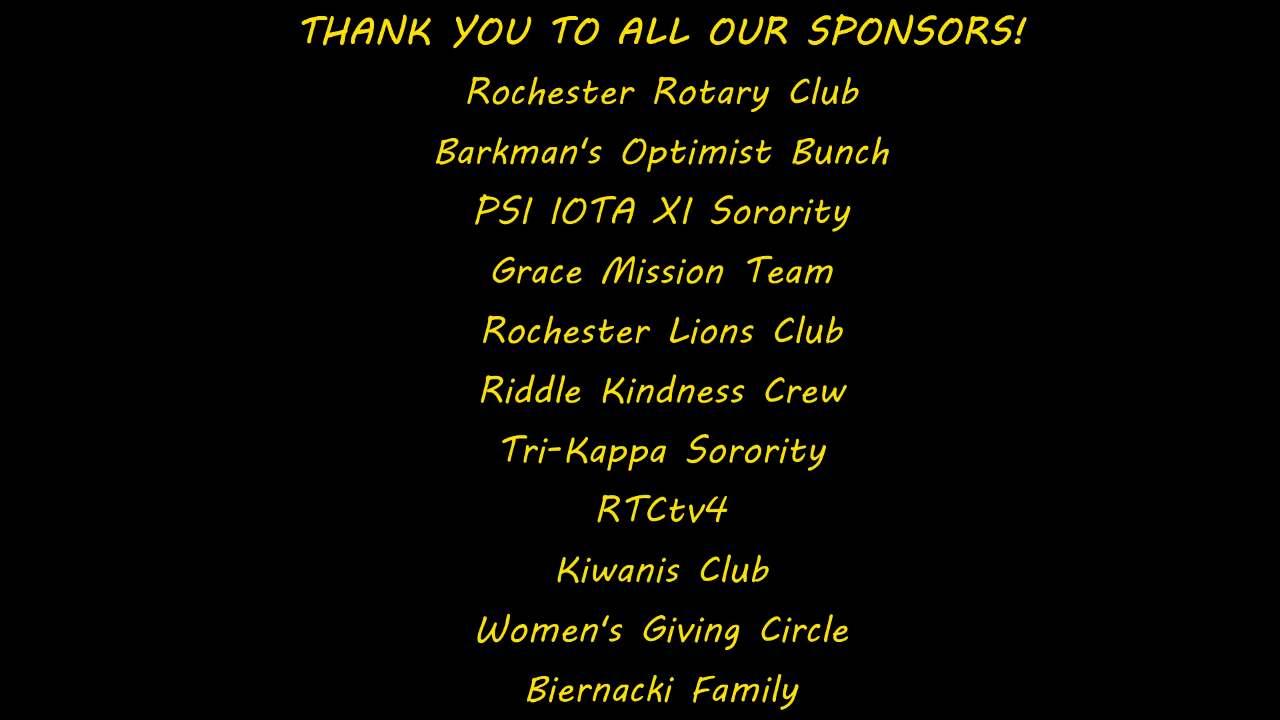 THANK YOU TO ALL OUR SPONSORS!
Rochester Rotary Club
Barkman's Optimist Bunch
PSI IOTA XI Sorority
Grace Mission Team
Rochester Lions Club
Riddle Kindness Crew
Tri-Kappa Sorority
RTCtv4
Kiwanis Club
Women's Giving Circle
Biernacki Family